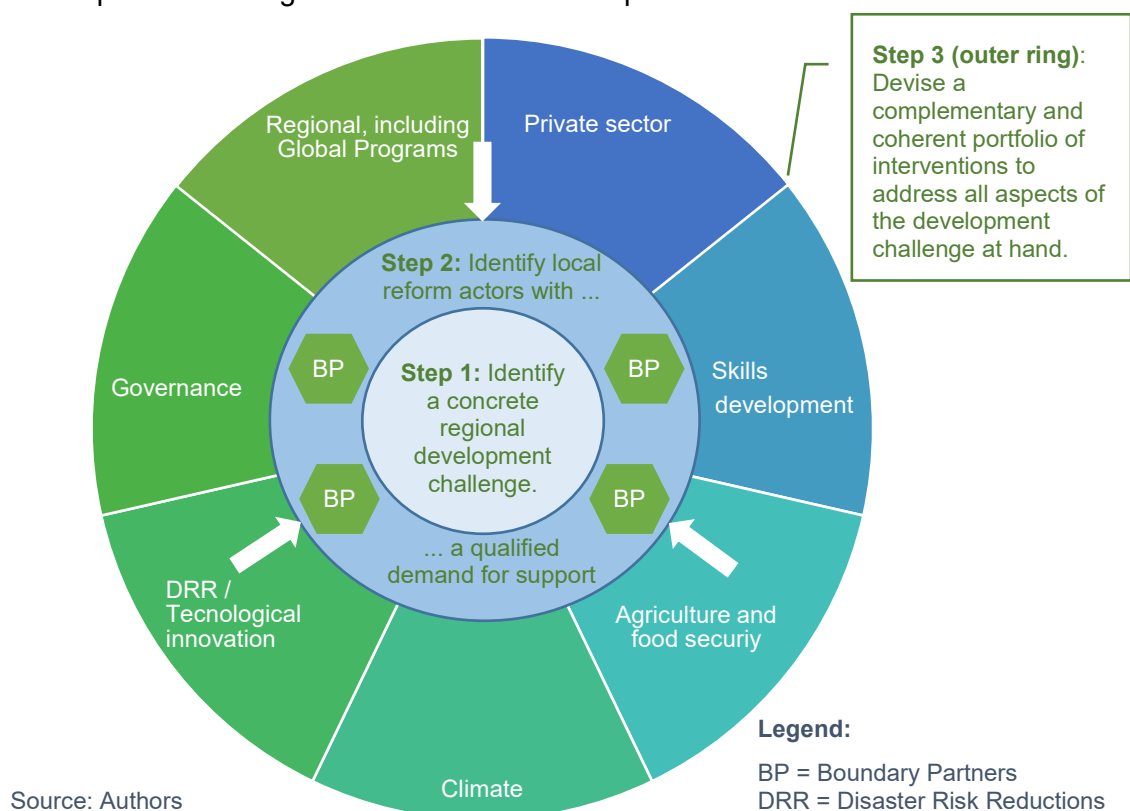 Step 3 (outer ring):
Devise a
complementary and
coherent portfolio of
interventions to
address all aspects of
the development
challenge at hand.
Regional, including
Global Programs
Private sector
Step 2: Identify local
reform actors with ...
BP
BP
Step 1: Identify
a concrete
regional
development
challenge.
Governance
Skills
development
BP
BP
... a qualified
demand for support
DRR /
Tecnological
innovation
Agriculture and
food securiy
Climate
Legend:
BP = Boundary Partners
DRR = Disaster Risk Reductions
Source: Authors